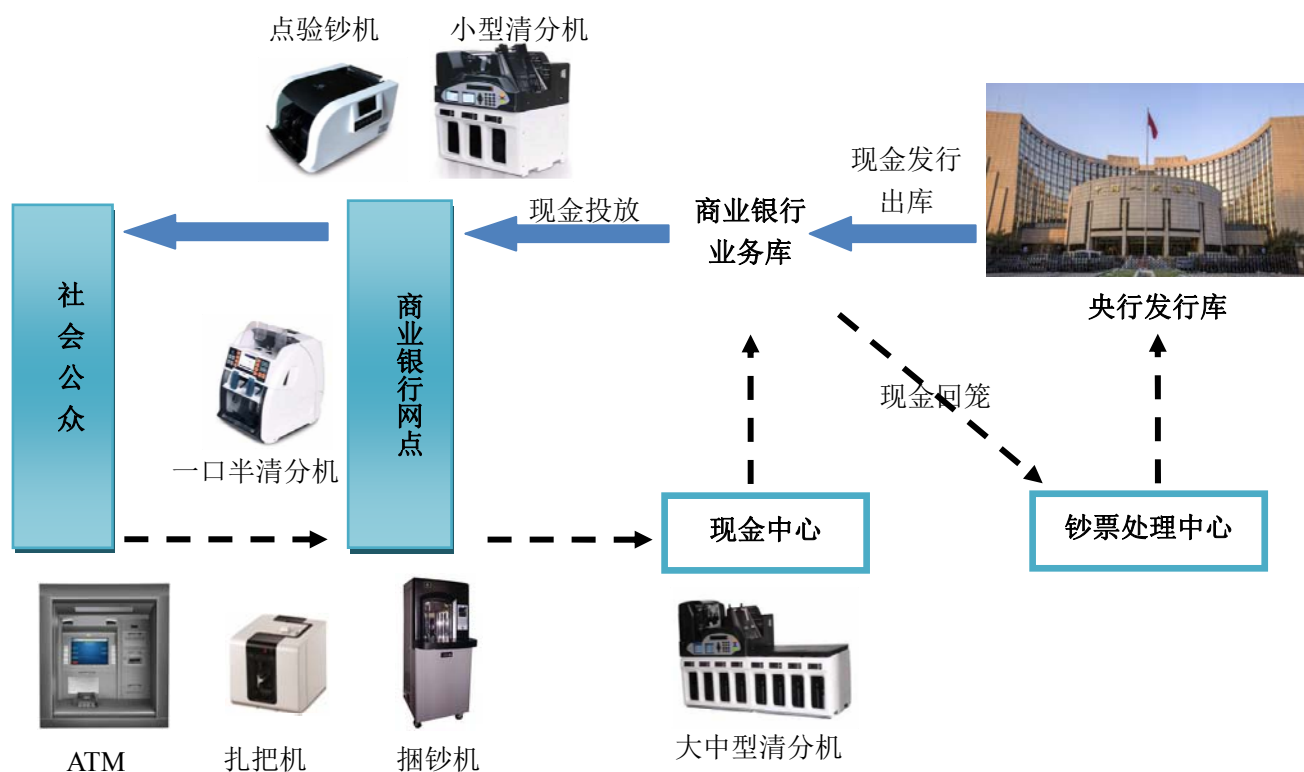 点验钞机
小型清分机
现金发行
出库
现金投放
商业银行
业务库
社
会
公
众
商
业
银
行
网
点
央行发行库
现金回笼
一口半清分机
现金中心
钞票处理中心
ATM
扎把机
捆钞机
大中型清分机